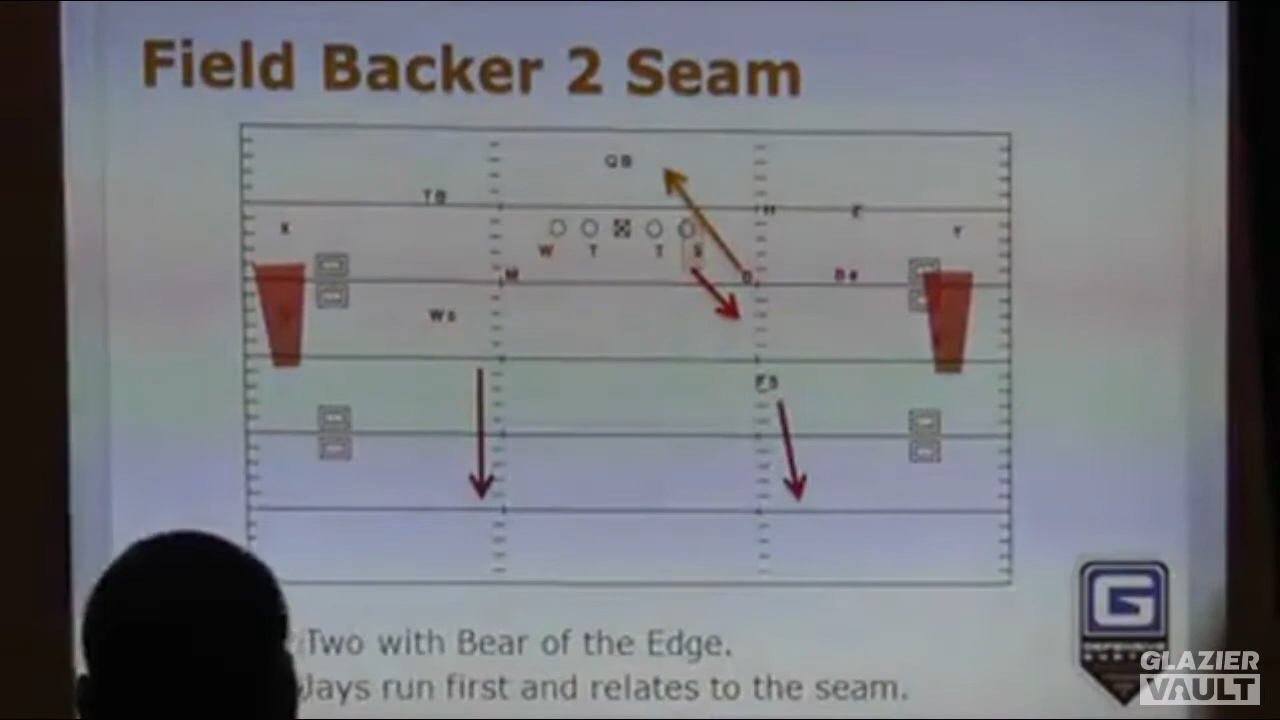 Field Backer 2 Seam
QB
TB
H
E
X
Y
W T T S
M
B
Ws
FS
Two with Bear of the Edge.
Jays run first and relates to the seam.
G
GLAZIER
VAULT